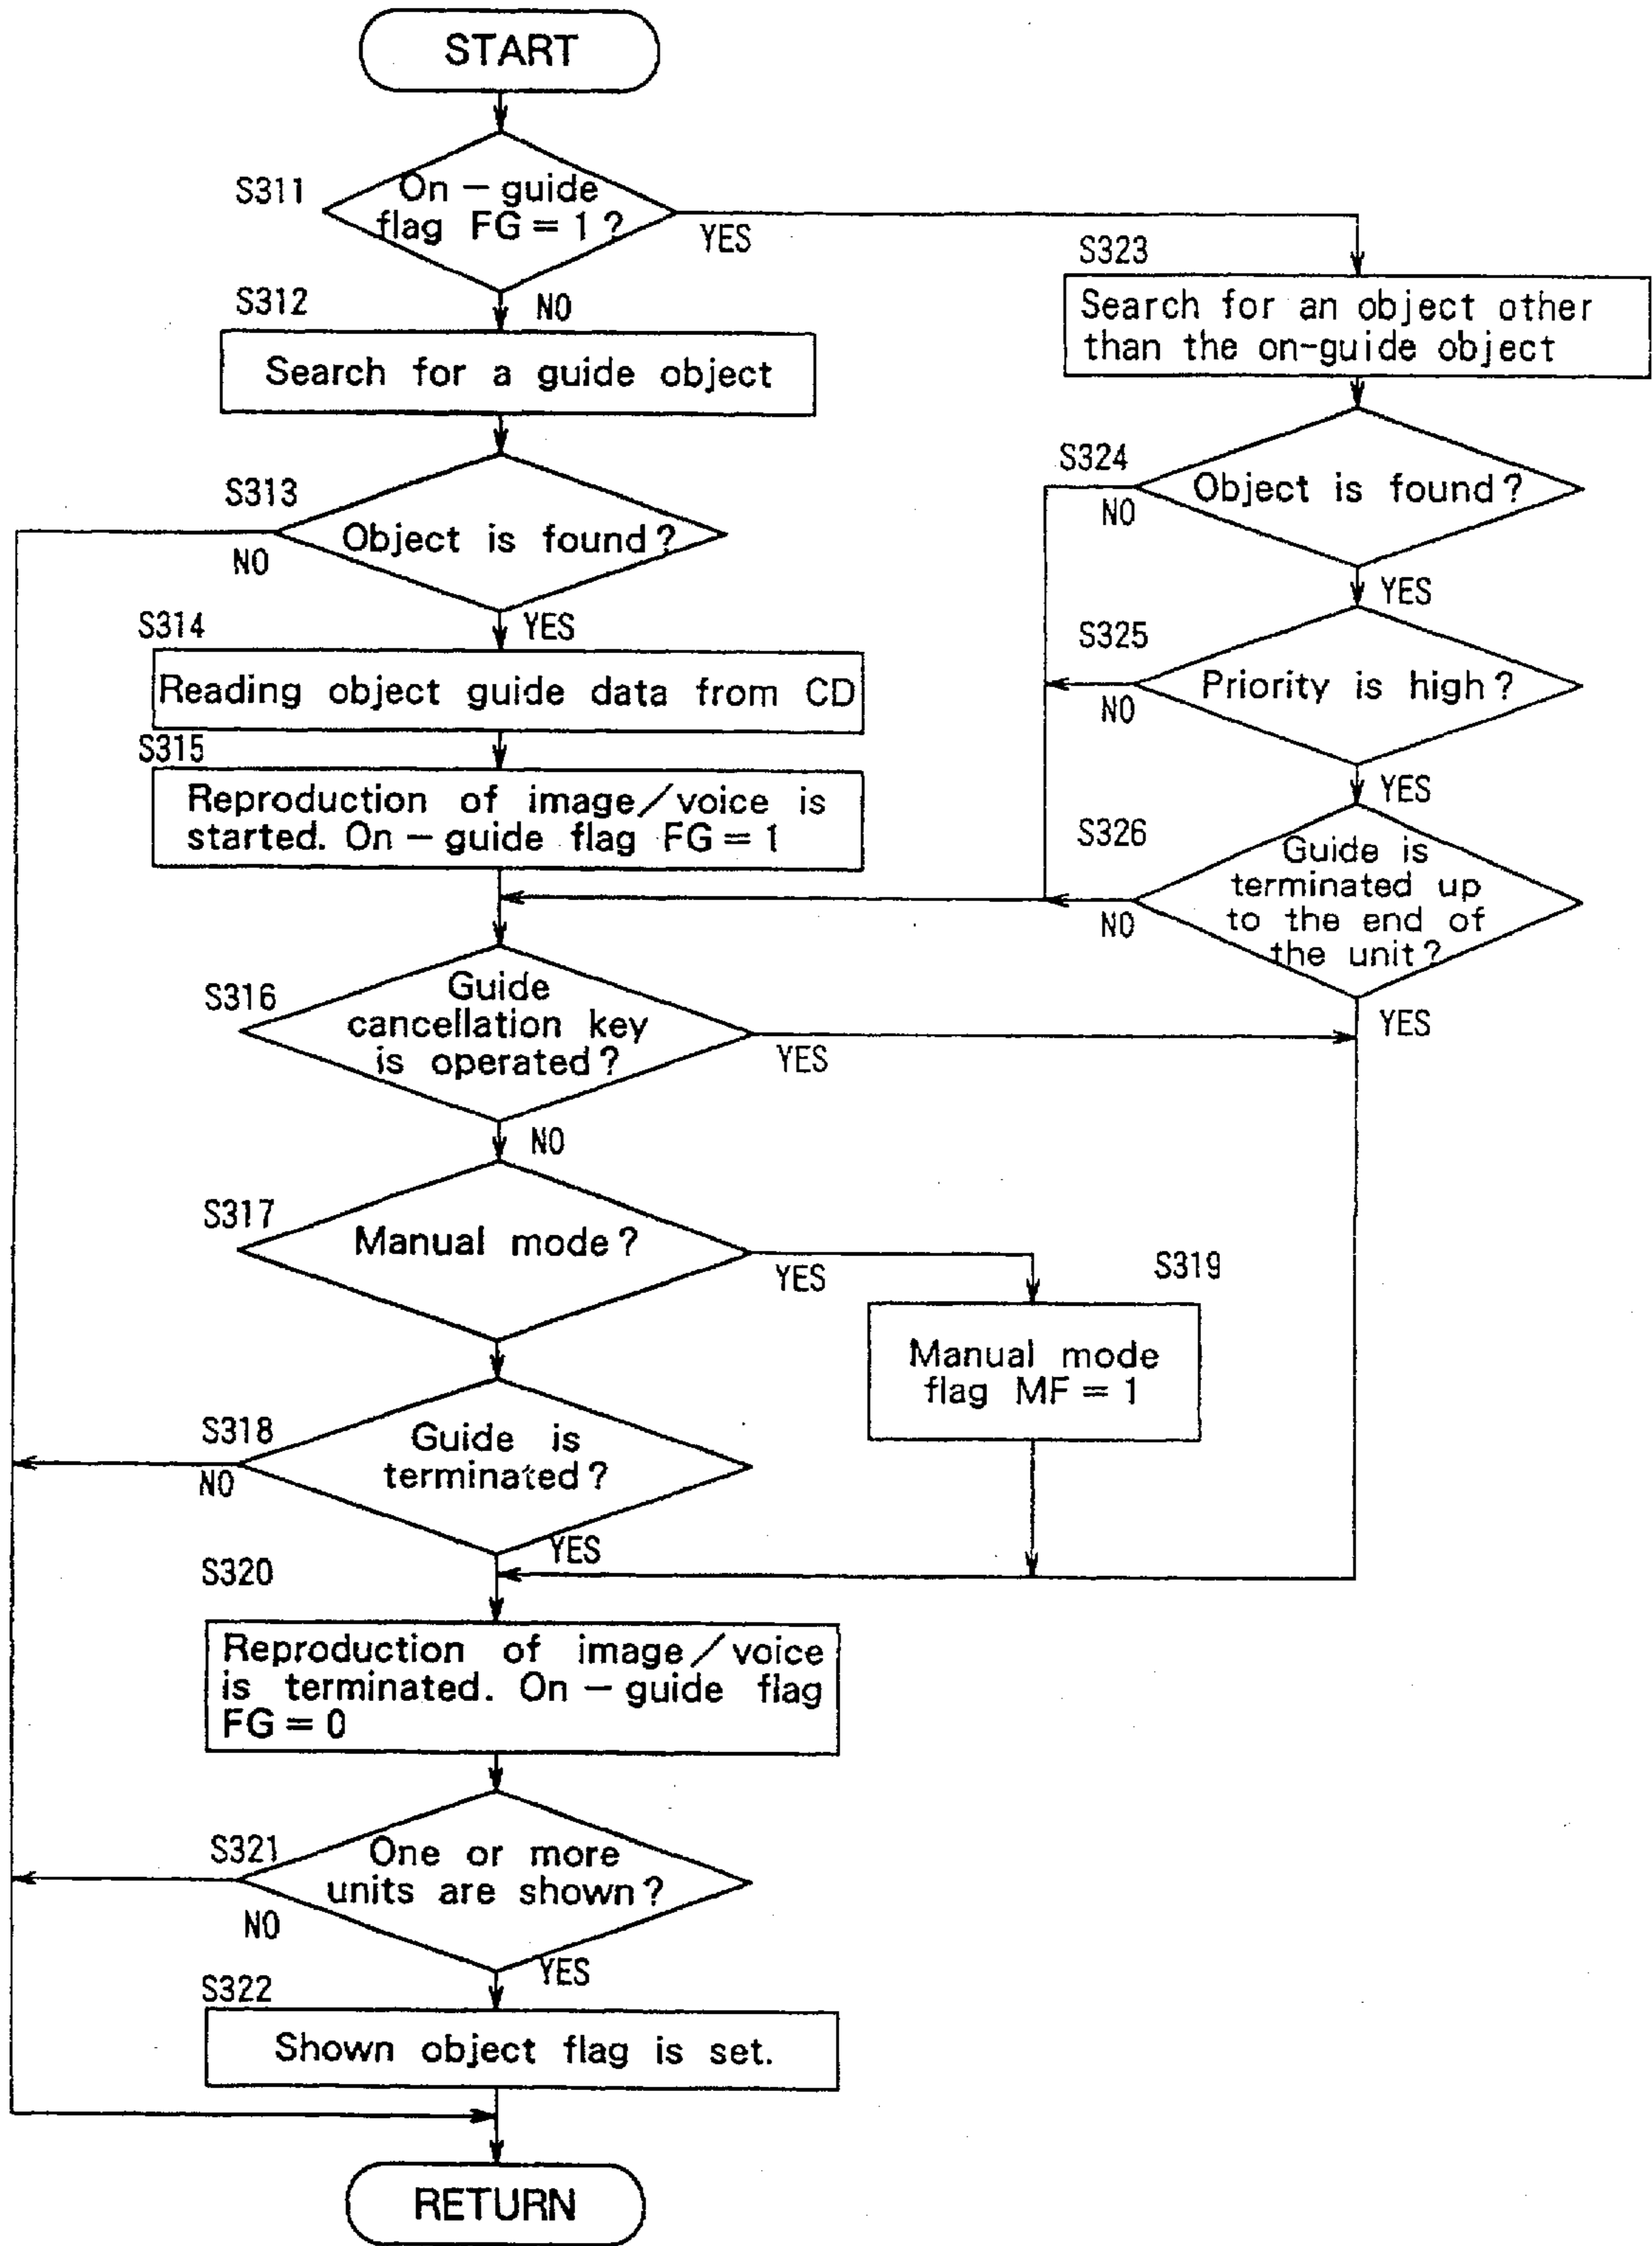 START
S311
On – guide
flag FG = 1 ?
YES
NO
S312
Search for a guide object
S313
Object is found ?
NO
YES
S314
Reading object guide data from CD
S315
Reproduction of image／voice is
started. On – guide flag FG = 1
S323
Search for an object other
than the on-guide object
S324
Object is found ?
NO
YES
S325
Priority is high ?
NO
YES
S326
Guide is
terminated up
to the end of
the unit ?
NO
YES
S316
Guide
cancellation key
is operated ?
YES
NO
S317
Manual mode ?
YES
S319
Manual mode
flag MF = 1
S318
Guide is
terminated ?
NO
YES
S320
Reproduction of image／voice
is terminated. On – guide flag
FG = 0
S321
One or more
units are shown ?
NO
YES
S322
Shown object flag is set.
RETURN